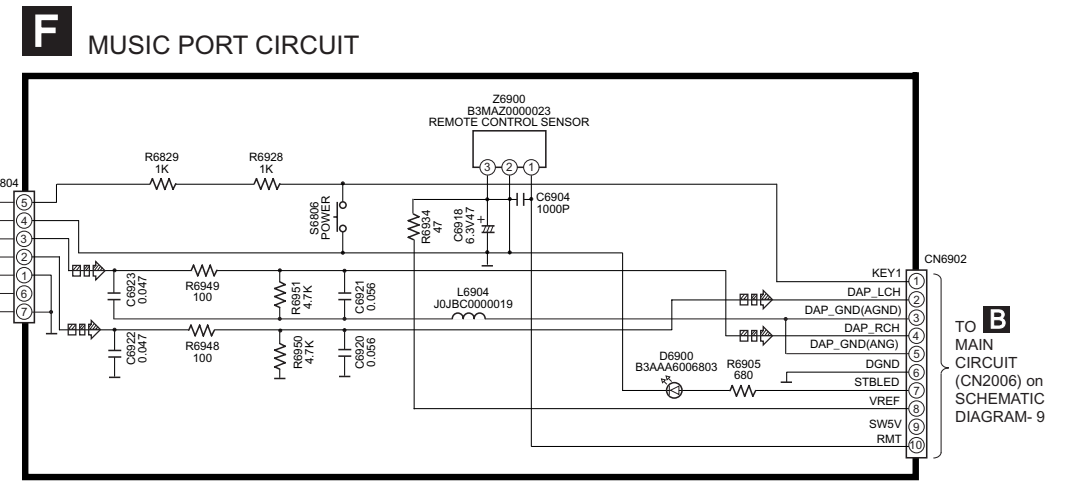 F
MUSIC PORT CIRCUIT
Z6900
B3MAZ0000023
REMOTE CONTROL SENSOR
3 2 1
R6829
1K
R6928
1K
804
5
4
3
2
1
6
7
S6806
POWER
R6934
47
C6918
6.3V47
+
C6904
1000P
C6923
0.047
R6949
100
R6951
4.7K
C6921
0.056
L6904
J0JBC0000019
C6922
0.047
R6948
100
R6950
4.7K
C6920
0.056
D6900
B3AAA6006803
R6905
680
CN6902
KEY1 1
DAP_LCH 2
DAP_GND(AGND) 3
DAP_RCH 4
DAP_GND(ANG) 5
DGND 6
STBLED 7
VREF 8
SW5V 9
RMT 10
TO B
MAIN
CIRCUIT
(CN2006) on
SCHEMATIC
DIAGRAM- 9